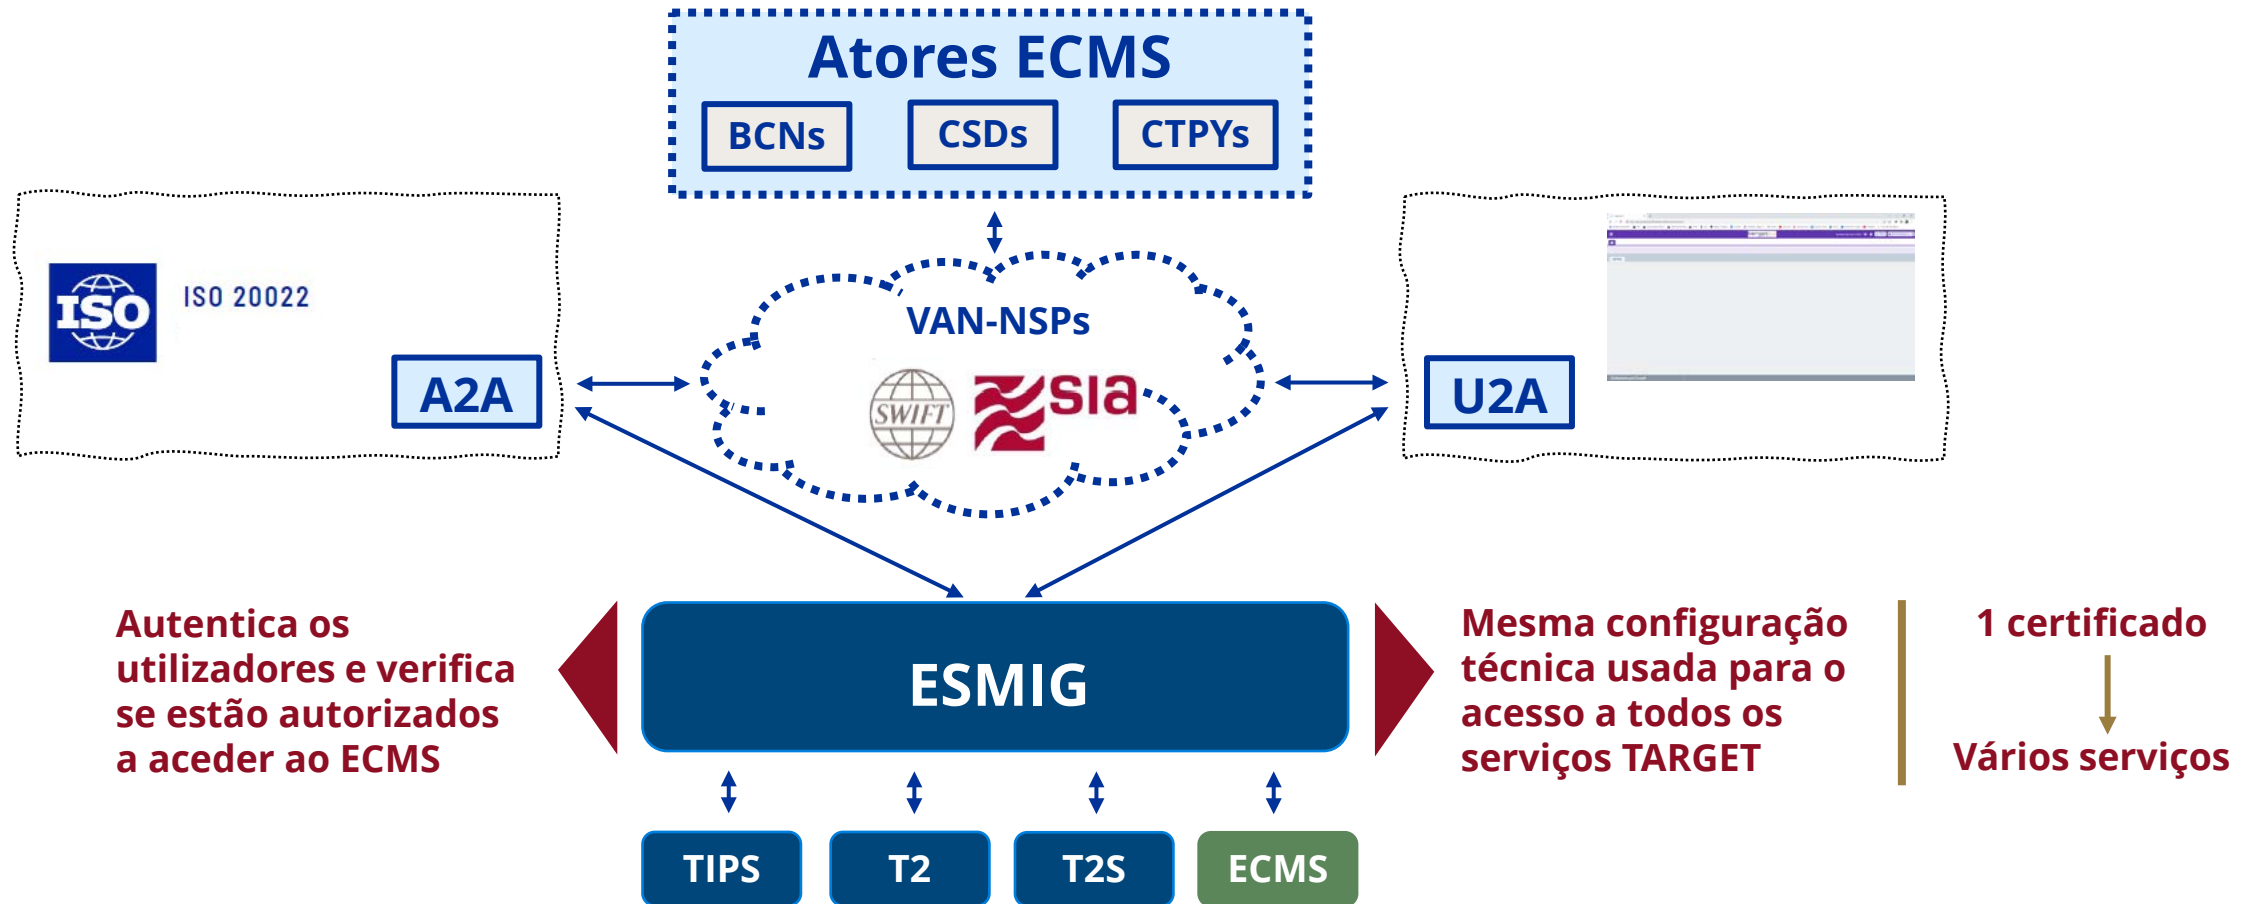 Atores ECMS
BCNs
CSDs
CTPYs
ISO
ISO 20022
A2A
VAN-NSPs
SWIFT
sia
U2A
Autentica os
utilizadores e verifica
se estão autorizados
a aceder ao ECMS
ESMIG
Mesma configuração
técnica usada para o
acesso a todos os
serviços TARGET
1 certificado
Vários serviços
TIPS
T2
T2S
ECMS